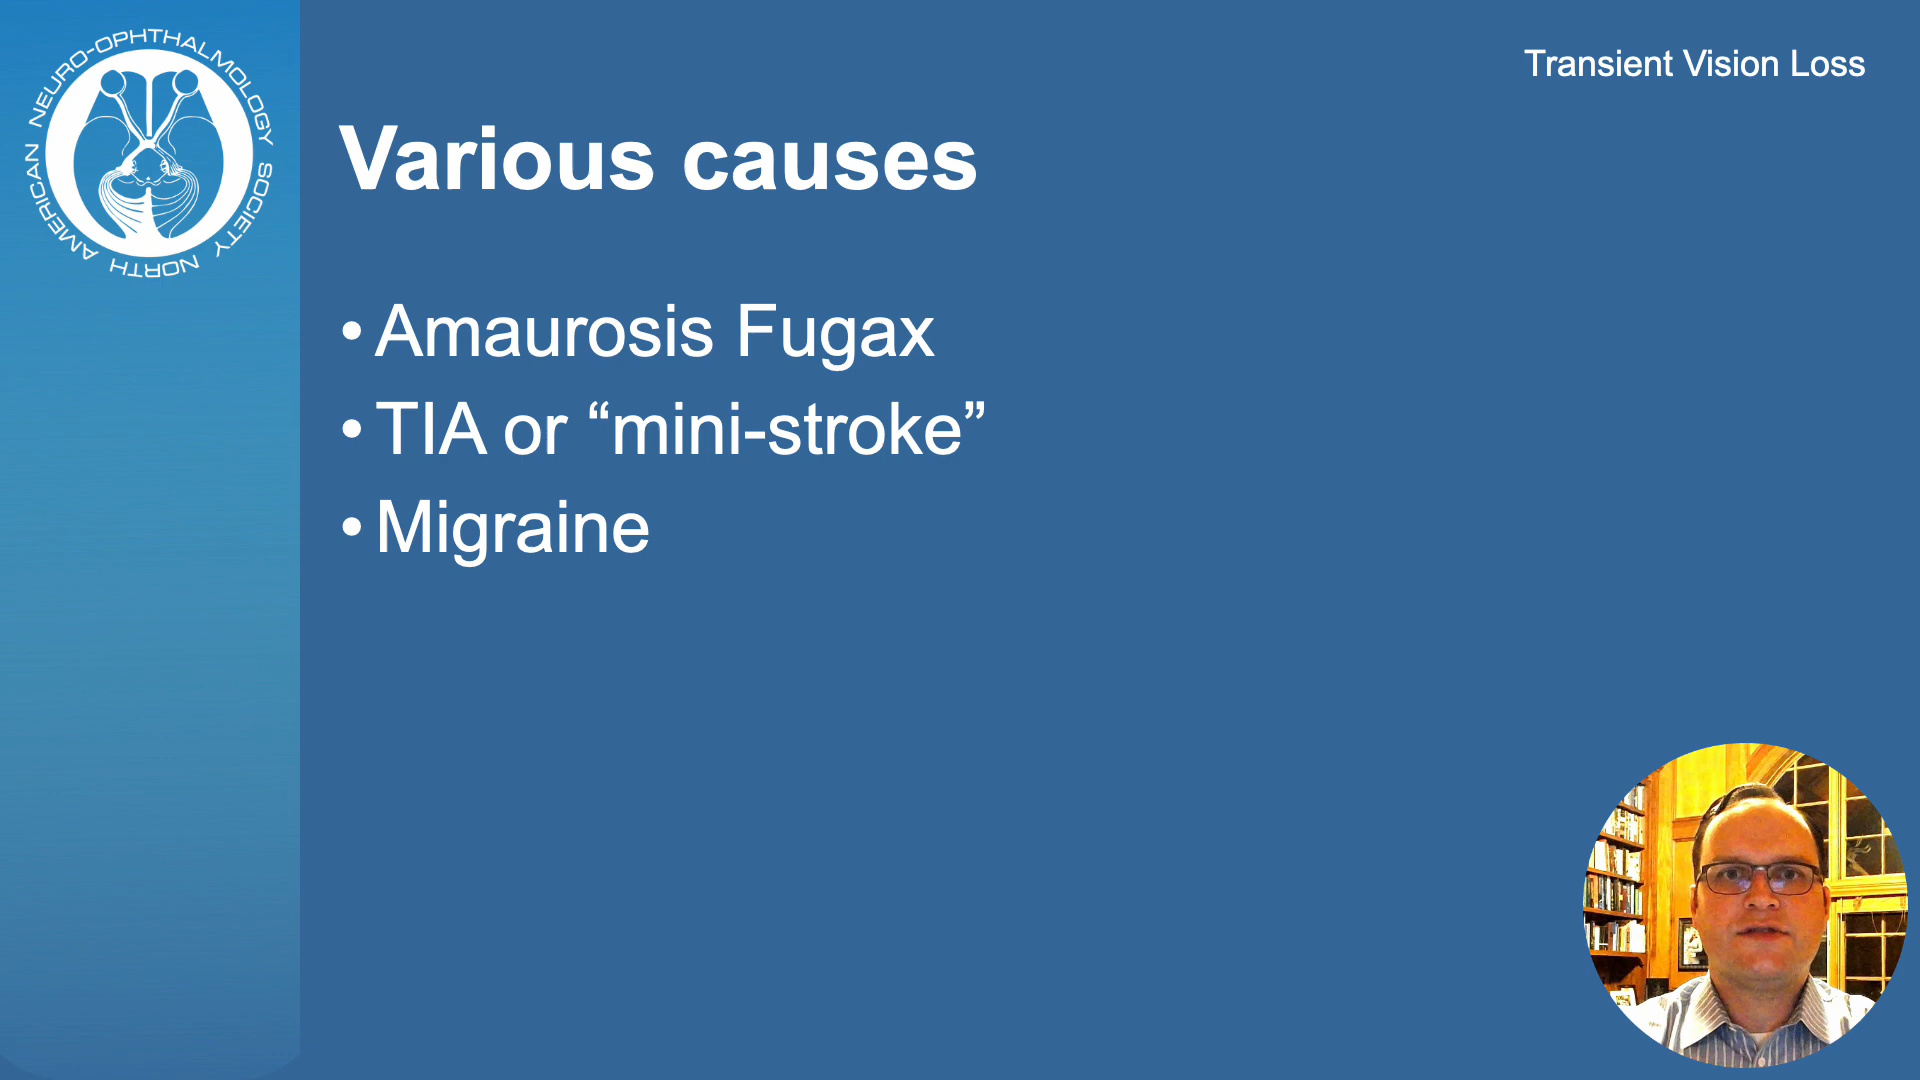 NORTH AMERICAN NEURO-OPHTHALMOLOGY SOCIETY
Transient Vision Loss
Various causes
• Amaurosis Fugax
• TIA or “mini-stroke”
• Migraine